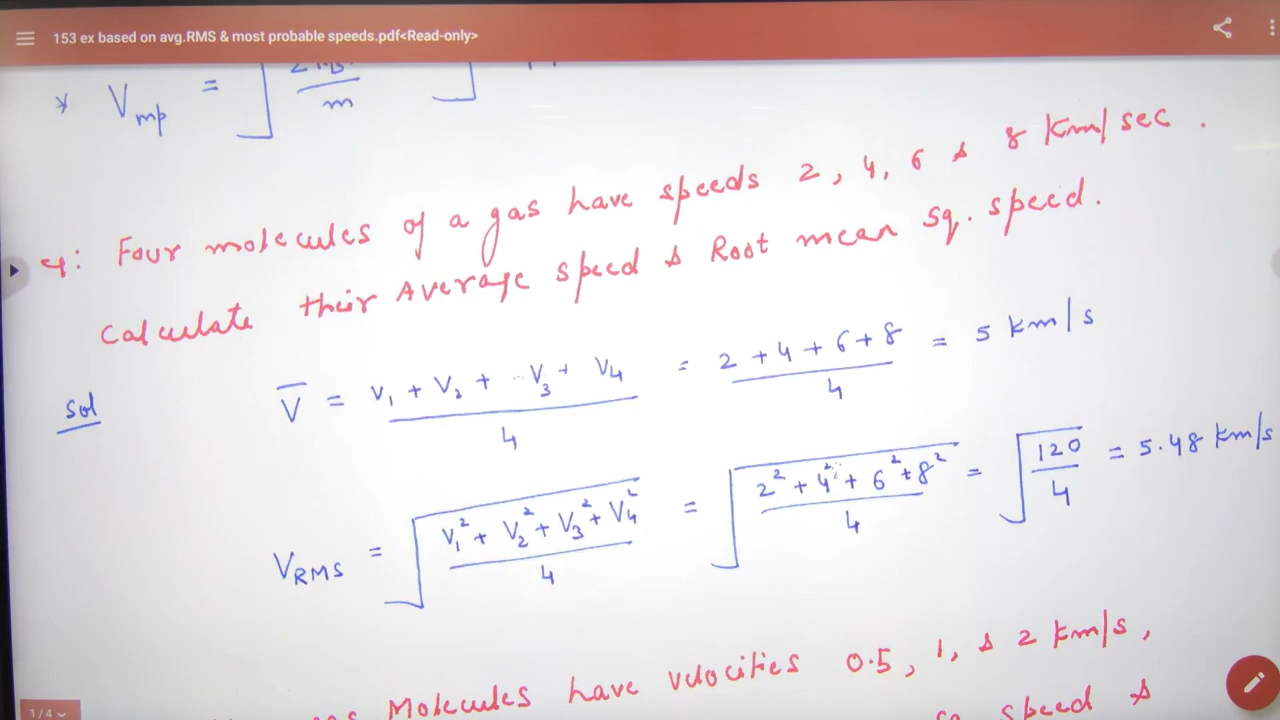 153 ex based on avg.RMS & most probable speeds.pdf<Read-only>
* Vmp = √ m
4: Four molecules of a gas have speeds 2, 4, 6 & 8 Km/sec.
Calculate their Average speed & Root mean sq. speed.
Sol V̄ = (V₁ + V₂ + V₃ + V₄)/4 = (2 + 4 + 6 + 8)/4 = 5 Km/s
VRMS = √((V₁² + V₂² + V₃² + V₄²)/4) = √((2² + 4² + 6² + 8²)/4) = √(120/4) = 5.48 Km/s
Molecules have velocities 0.5, 1, & 2 Km/s,
speed &
1/4